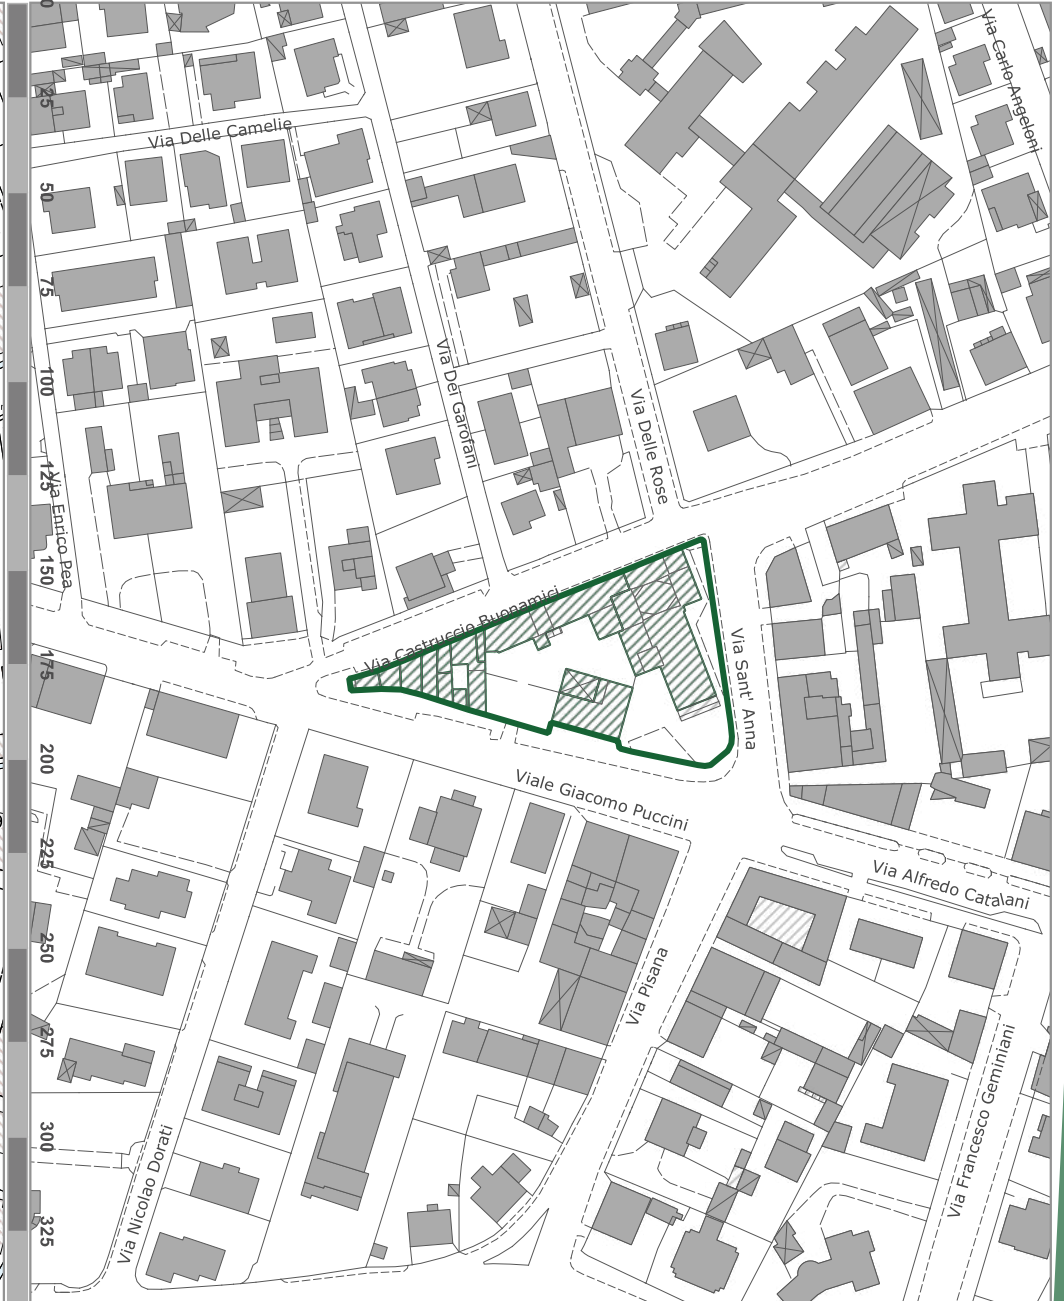 0
Via Carlo Angeloni
25
Via Delle Camelie
50
75
Via Dei Garofani
100
Via Delle Rose
125
Via Enrico Pea
150
Via Castruccio Buonamici
175
Via Sant' Anna
200
Viale Giacomo Puccini
225
Via Alfredo Catalani
250
Via Pisana
275
Via Francesco Geminiani
300
Via Nicolao Dorati
325